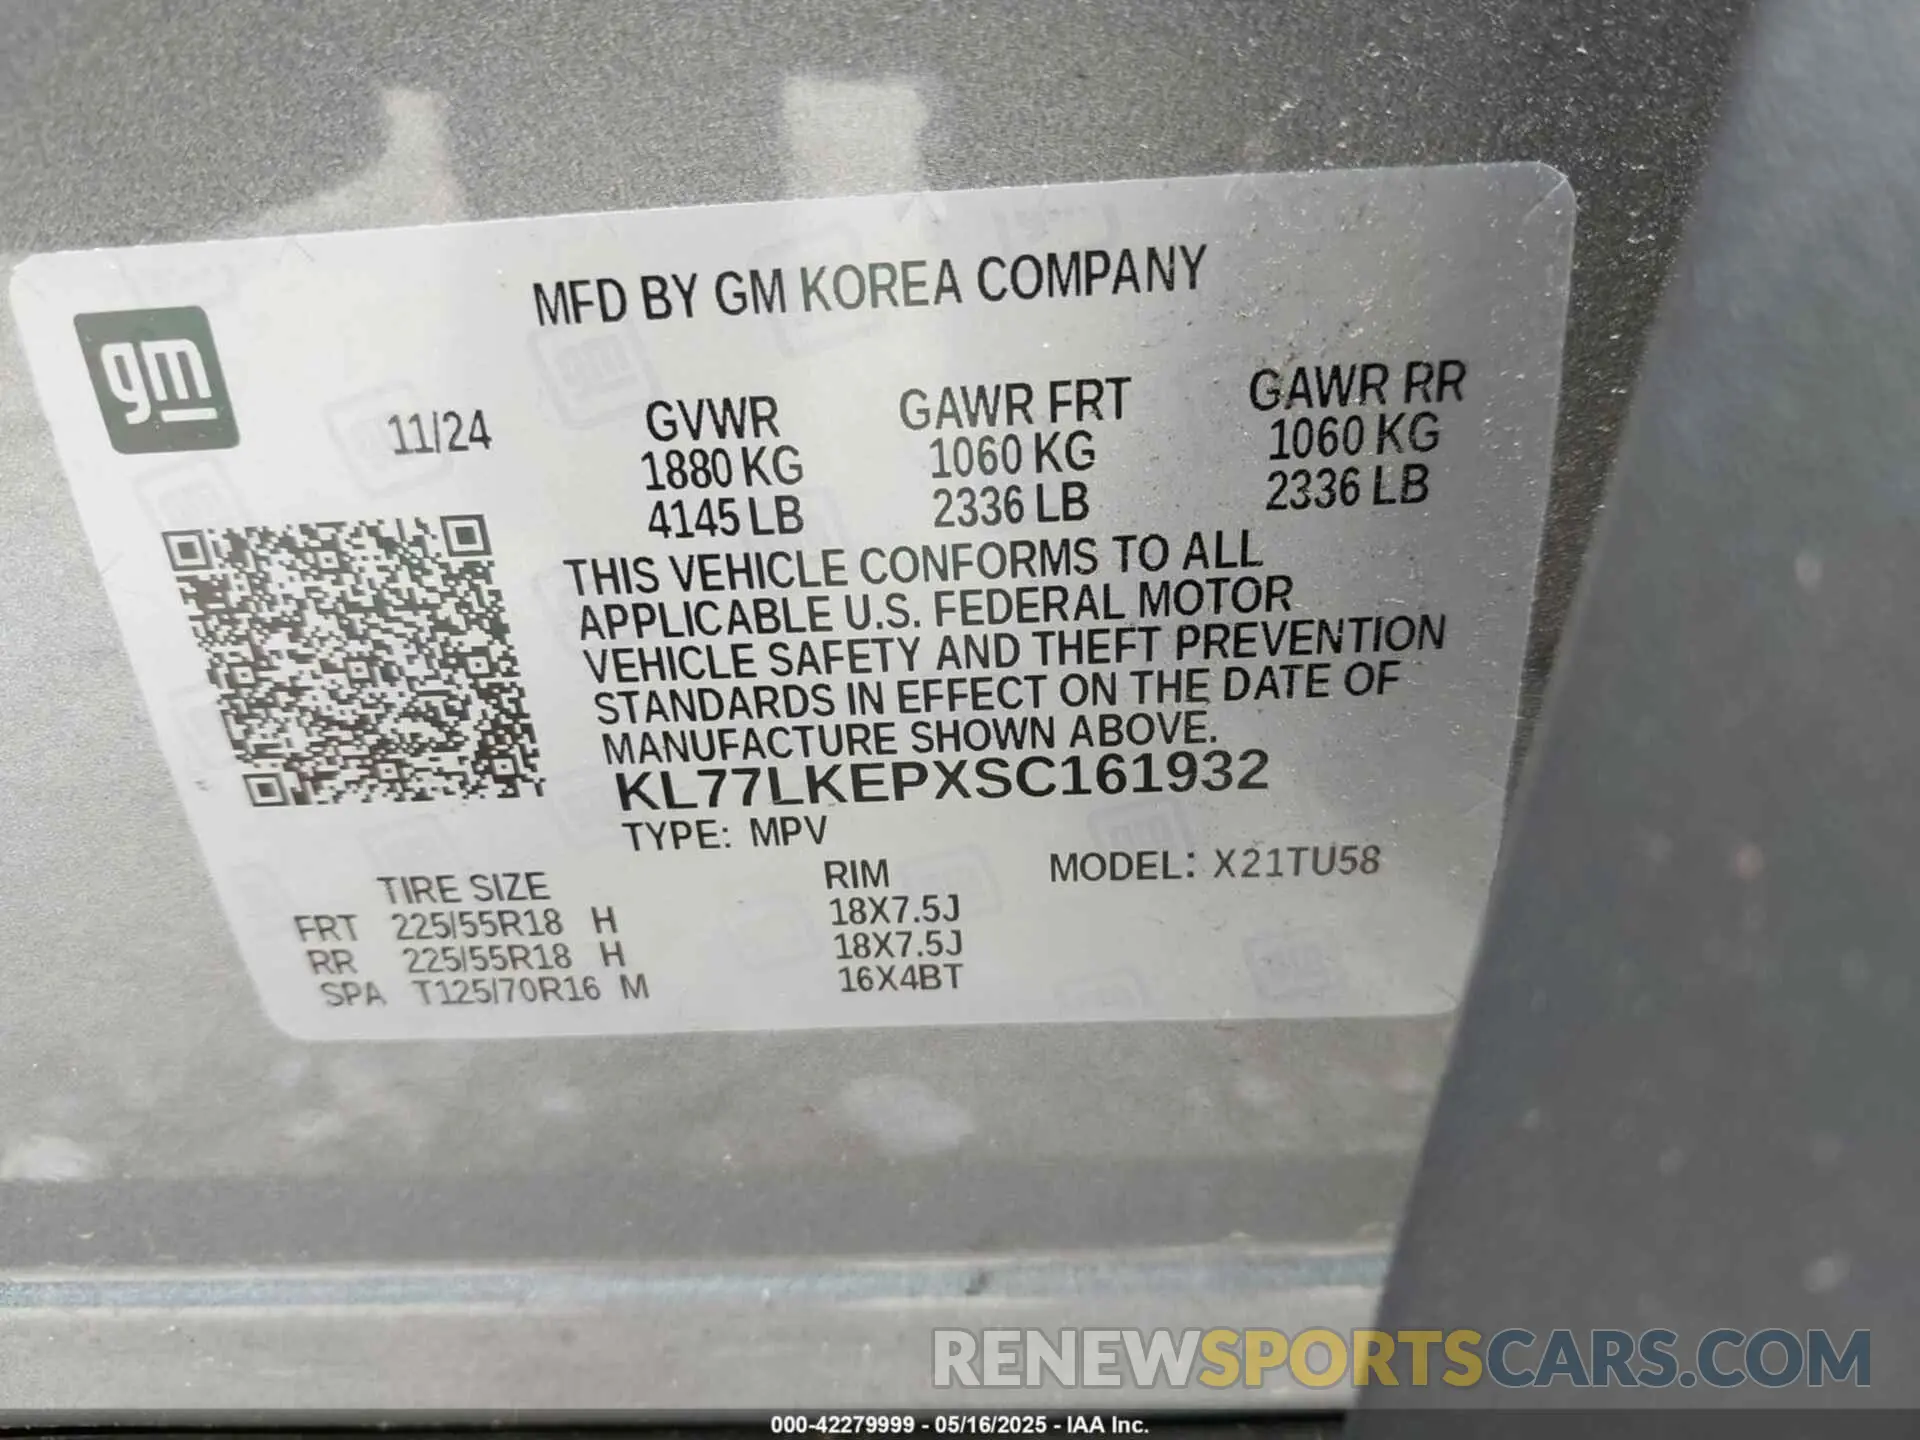 MFD BY GM KOREA COMPANY
gm
11/24
GVWR GAWR FRT GAWR RR
1880 KG 1060 KG 1060 KG
4145 LB 2336 LB 2336 LB
THIS VEHICLE CONFORMS TO ALL
APPLICABLE U.S. FEDERAL MOTOR
VEHICLE SAFETY AND THEFT PREVENTION
STANDARDS IN EFFECT ON THE DATE OF
MANUFACTURE SHOWN ABOVE.
KL77LKEPXSC161932
TYPE: MPV
TIRE SIZE RIM MODEL: X21TU58
FRT 225/55R18 H 18X7.5J
RR 225/55R18 H 18X7.5J
SPA T125/70R16 M 16X4BT
RENEWSPORTSCARS.COM
000-42279999 - 05/16/2025 - IAA Inc.